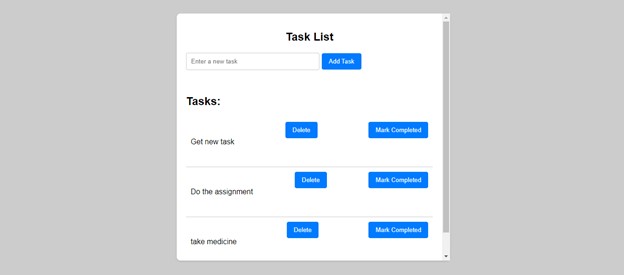 Task List
Enter a new task
Add Task
Tasks:
Delete
Mark Completed
Get new task
Delete
Mark Completed
Do the assignment
Delete
Mark Completed
take medicine